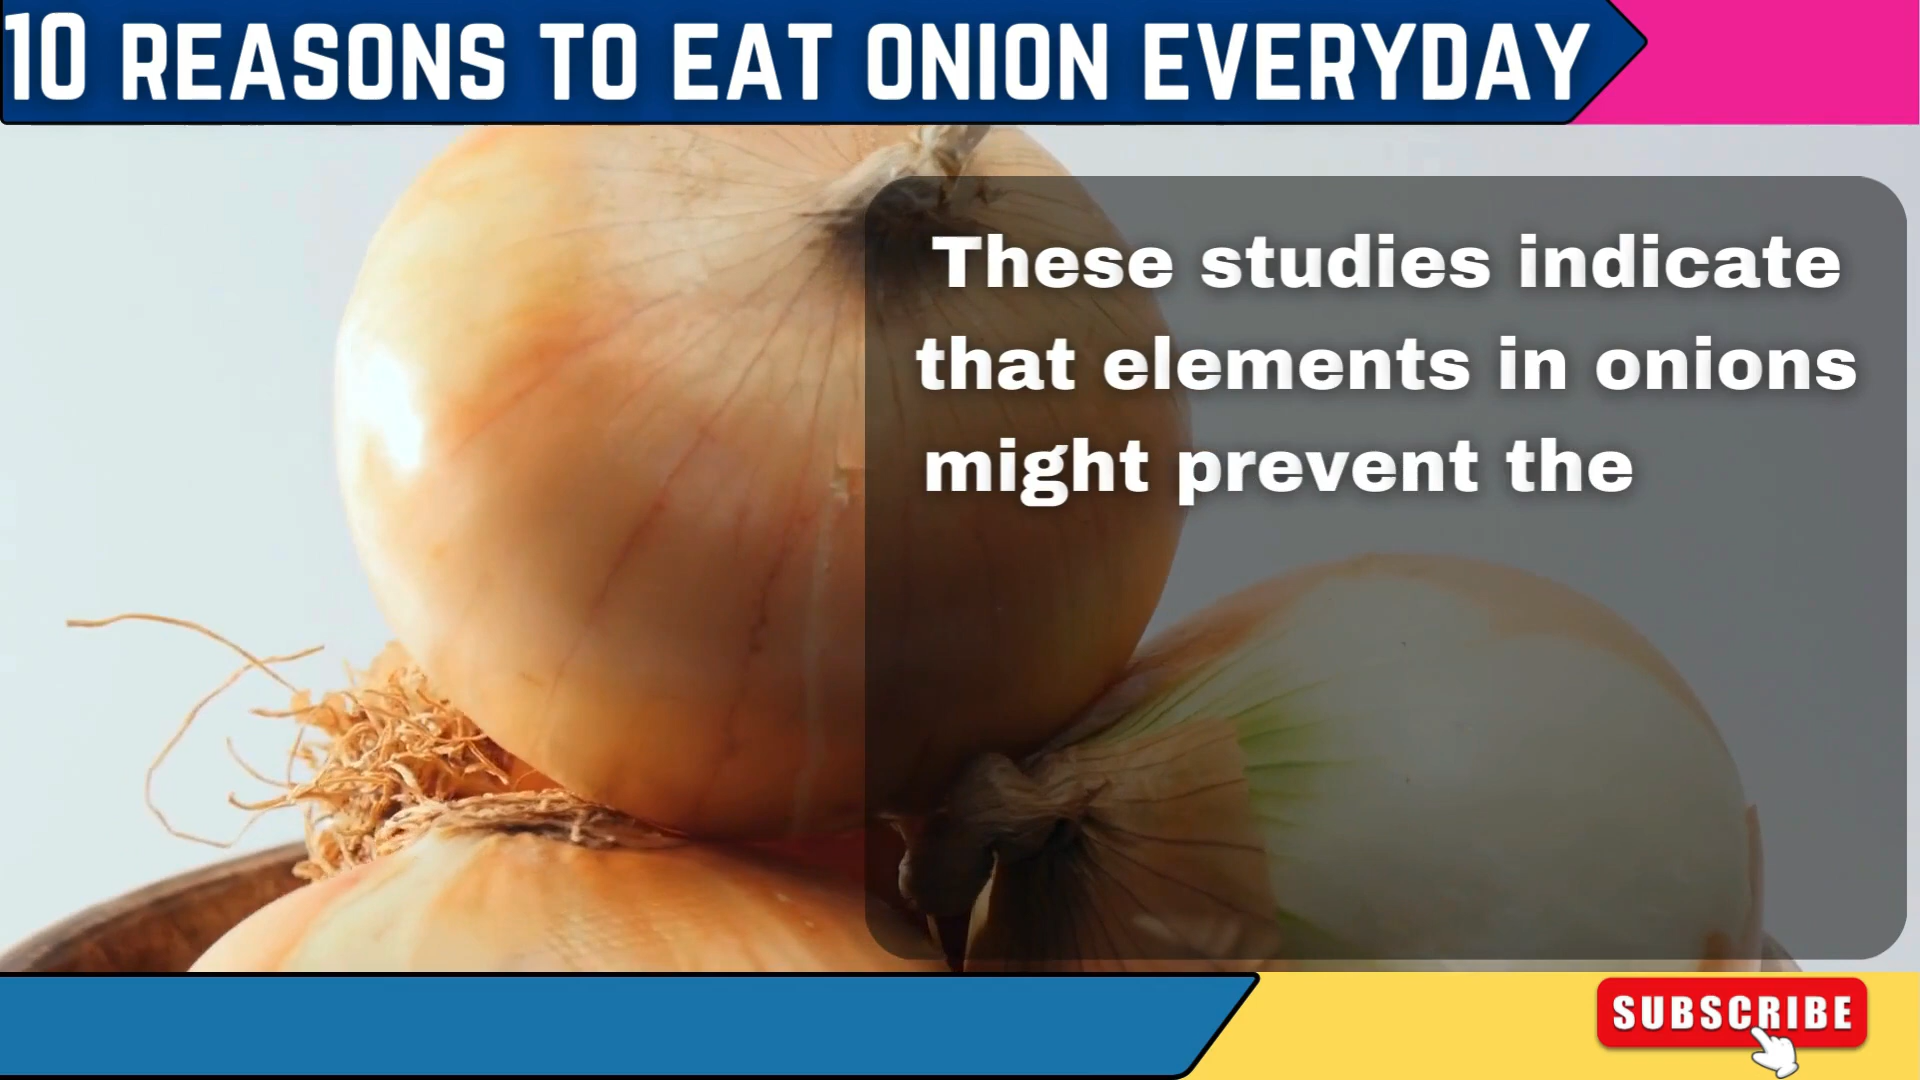 10 REASONS TO EAT ONION EVERYDAY
These studies indicate
that elements in onions
might prevent the
SUBSCRIBE